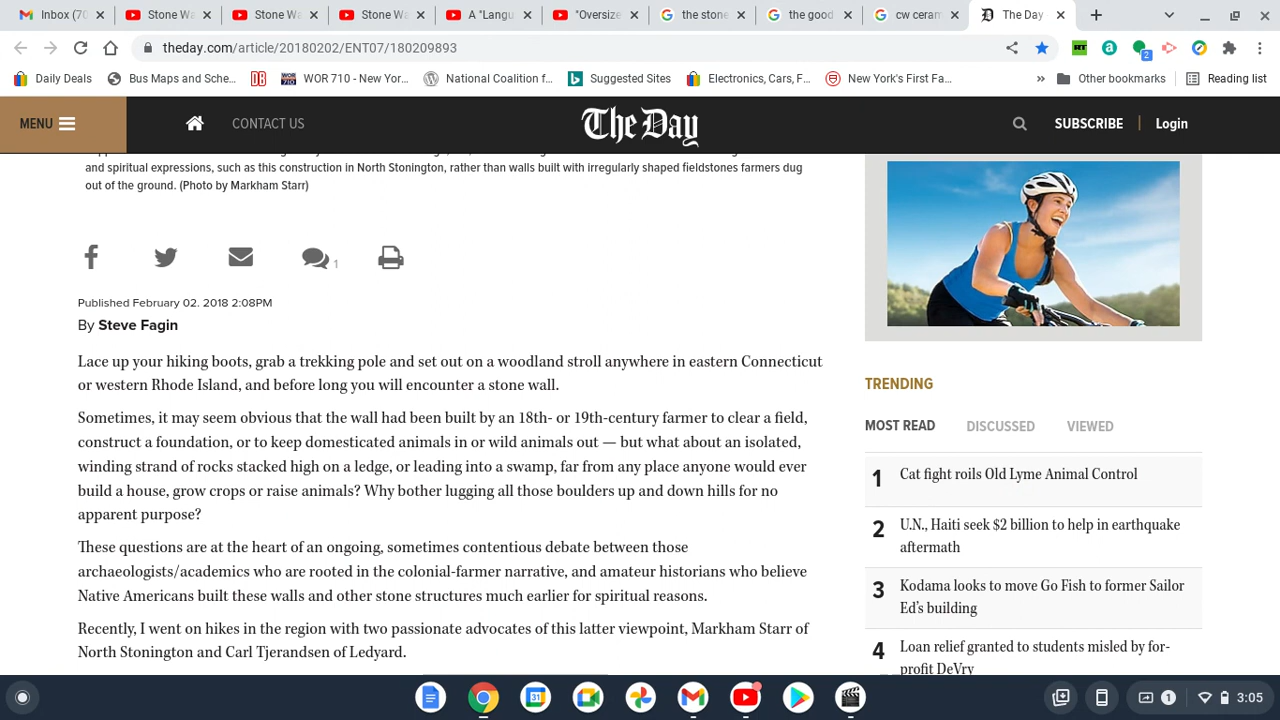 Inbox (70
Stone Wa
Stone Wa
Stone Wa
A "Langu
"Oversize
the stone
the good
cw ceram
The Day
theday.com/article/20180202/ENT07/180209893
2
Daily Deals
Bus Maps and Sche...
WOR 710 - New Yor...
National Coalition f...
Suggested Sites
Electronics, Cars, F...
New York's First Fa...
»
Other bookmarks
Reading list
MENU
CONTACT US
The Day
SUBSCRIBE
Login
and spiritual expressions, such as this construction in North Stonington, rather than walls built with irregularly shaped fieldstones farmers dug
out of the ground. (Photo by Markham Starr)
1
Published February 02. 2018 2:08PM
By Steve Fagin
Lace up your hiking boots, grab a trekking pole and set out on a woodland stroll anywhere in eastern Connecticut
or western Rhode Island, and before long you will encounter a stone wall.
Sometimes, it may seem obvious that the wall had been built by an 18th- or 19th-century farmer to clear a field,
construct a foundation, or to keep domesticated animals in or wild animals out — but what about an isolated,
winding strand of rocks stacked high on a ledge, or leading into a swamp, far from any place anyone would ever
build a house, grow crops or raise animals? Why bother lugging all those boulders up and down hills for no
apparent purpose?
These questions are at the heart of an ongoing, sometimes contentious debate between those
archaeologists/academics who are rooted in the colonial-farmer narrative, and amateur historians who believe
Native Americans built these walls and other stone structures much earlier for spiritual reasons.
Recently, I went on hikes in the region with two passionate advocates of this latter viewpoint, Markham Starr of
North Stonington and Carl Tjerandsen of Ledyard.
TRENDING
MOST READ
DISCUSSED
VIEWED
1 Cat fight roils Old Lyme Animal Control
2 U.N., Haiti seek $2 billion to help in earthquake
aftermath
3 Kodama looks to move Go Fish to former Sailor
Ed's building
4 Loan relief granted to students misled by for-
profit DeVry
31
1
3:05